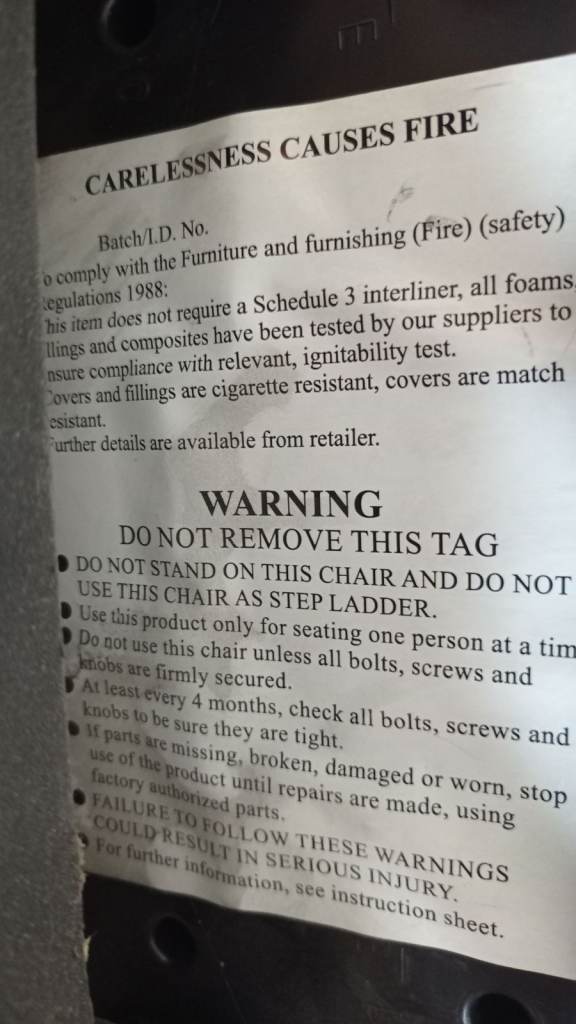 CARELESSNESS CAUSES FIRE
Batch/I.D. No.
o comply with the Furniture and furnishing (Fire) (safety)
egulations 1988:
his item does not require a Schedule 3 interliner, all foams,
llings and composites have been tested by our suppliers to
nsure compliance with relevant, ignitability test.
overs and fillings are cigarette resistant, covers are match
esistant.
urther details are available from retailer.
WARNING
DO NOT REMOVE THIS TAG
DO NOT STAND ON THIS CHAIR AND DO NOT
USE THIS CHAIR AS STEP LADDER.
Use this product only for seating one person at a tim
Do not use this chair unless all bolts, screws and
knobs are firmly secured.
At least every 4 months, check all bolts, screws and
knobs to be sure they are tight.
If parts are missing, broken, damaged or worn, stop
use of the product until repairs are made, using
factory authorized parts.
FAILURE TO FOLLOW THESE WARNINGS
COULD RESULT IN SERIOUS INJURY.
For further information, see instruction sheet.